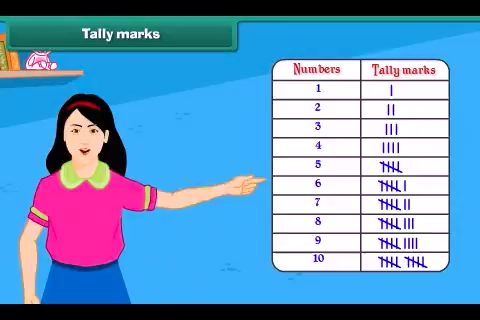 Tally marks
Numbers Tally marks
1 |
2 ||
3 |||
4 ||||
5 ~~||||~~
6 ~~||||~~ |
7 ~~||||~~ ||
8 ~~||||~~ |||
9 ~~||||~~ ||||
10 ~~||||~~ ~~||||~~